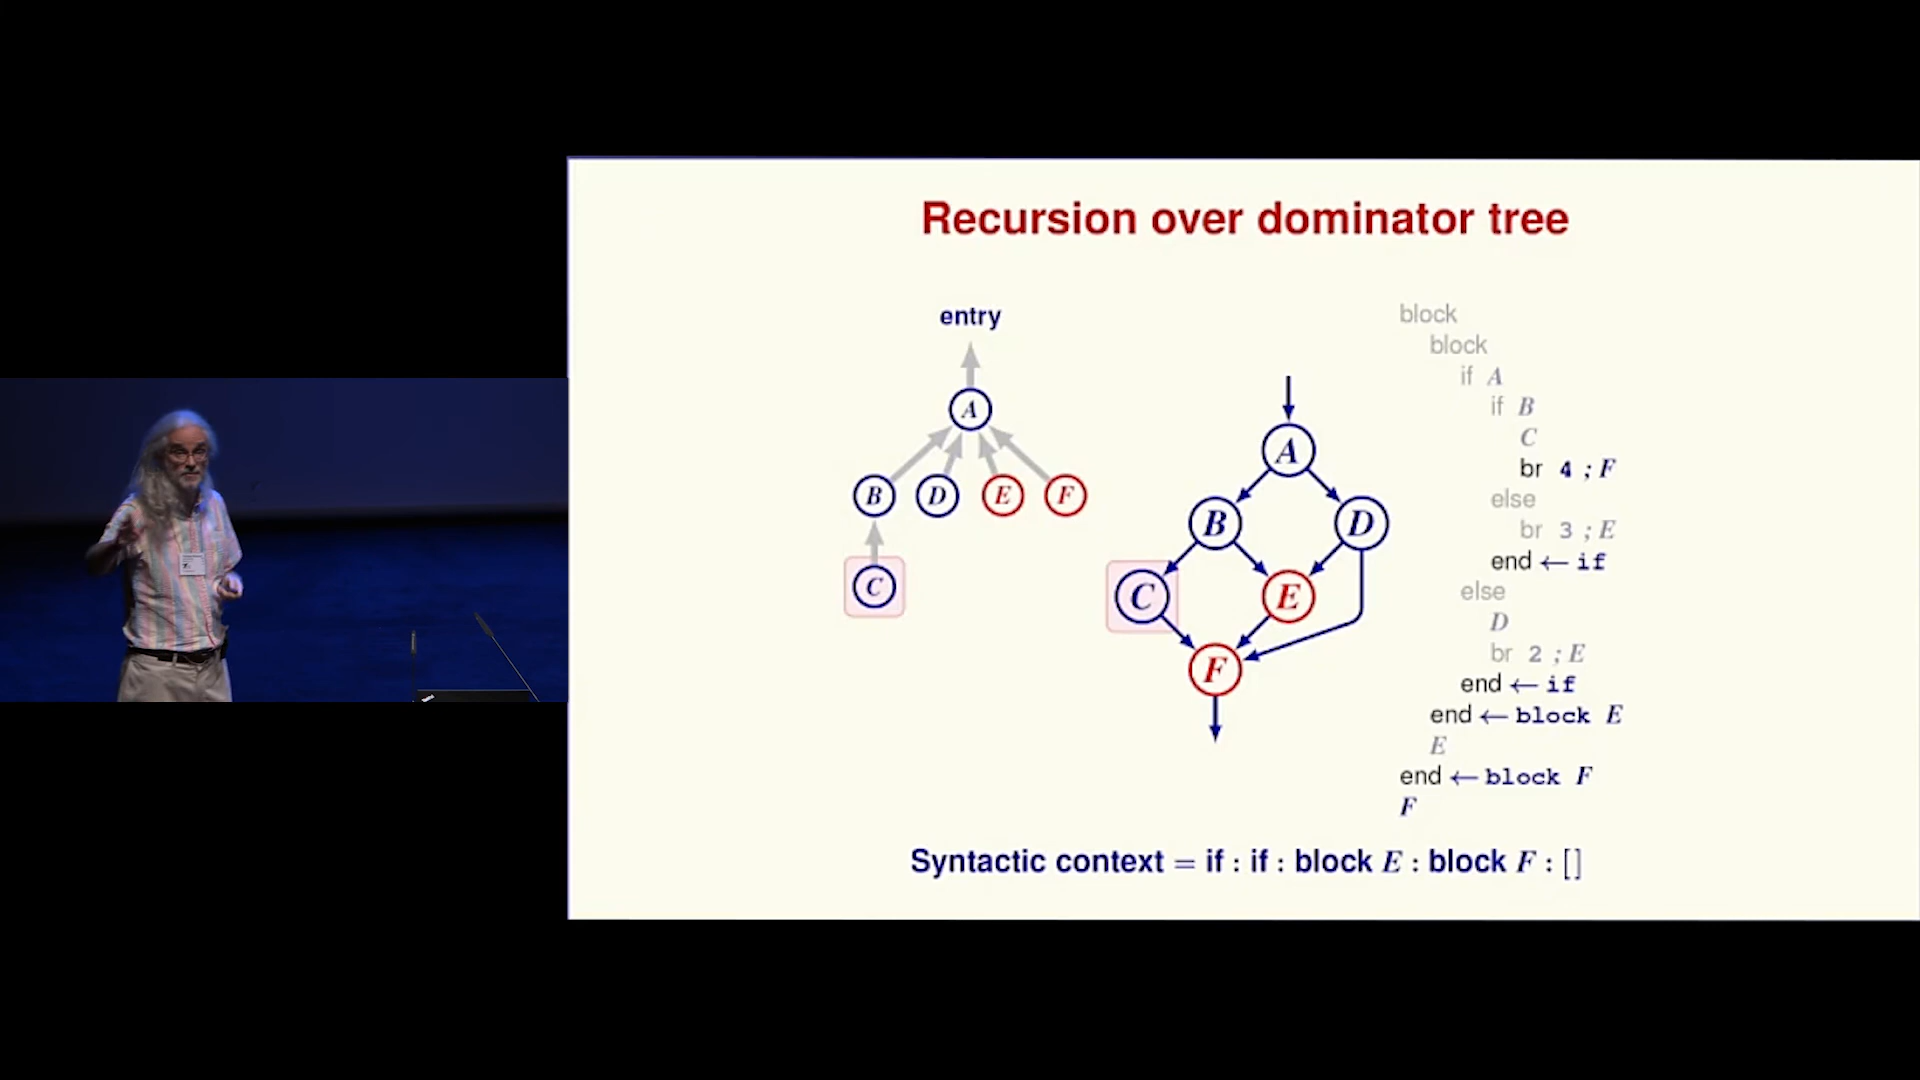 Recursion over dominator tree
entry
A
B D E F
C
A
B D
C E
F
block
block
if A
if B
C
br 4 ; F
else
br 3 ; E
end ← if
else
D
br 2 ; E
end ← if
end ← block E
E
end ← block F
F
Syntactic context = if : if : block E : block F : []